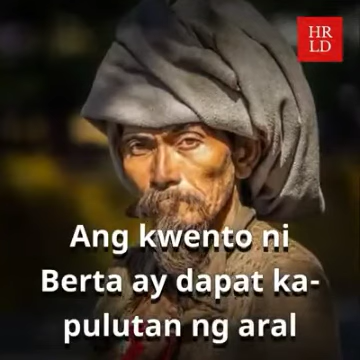 HR
LD
Ang kwento ni
Berta ay dapat ka-
pulutan ng aral